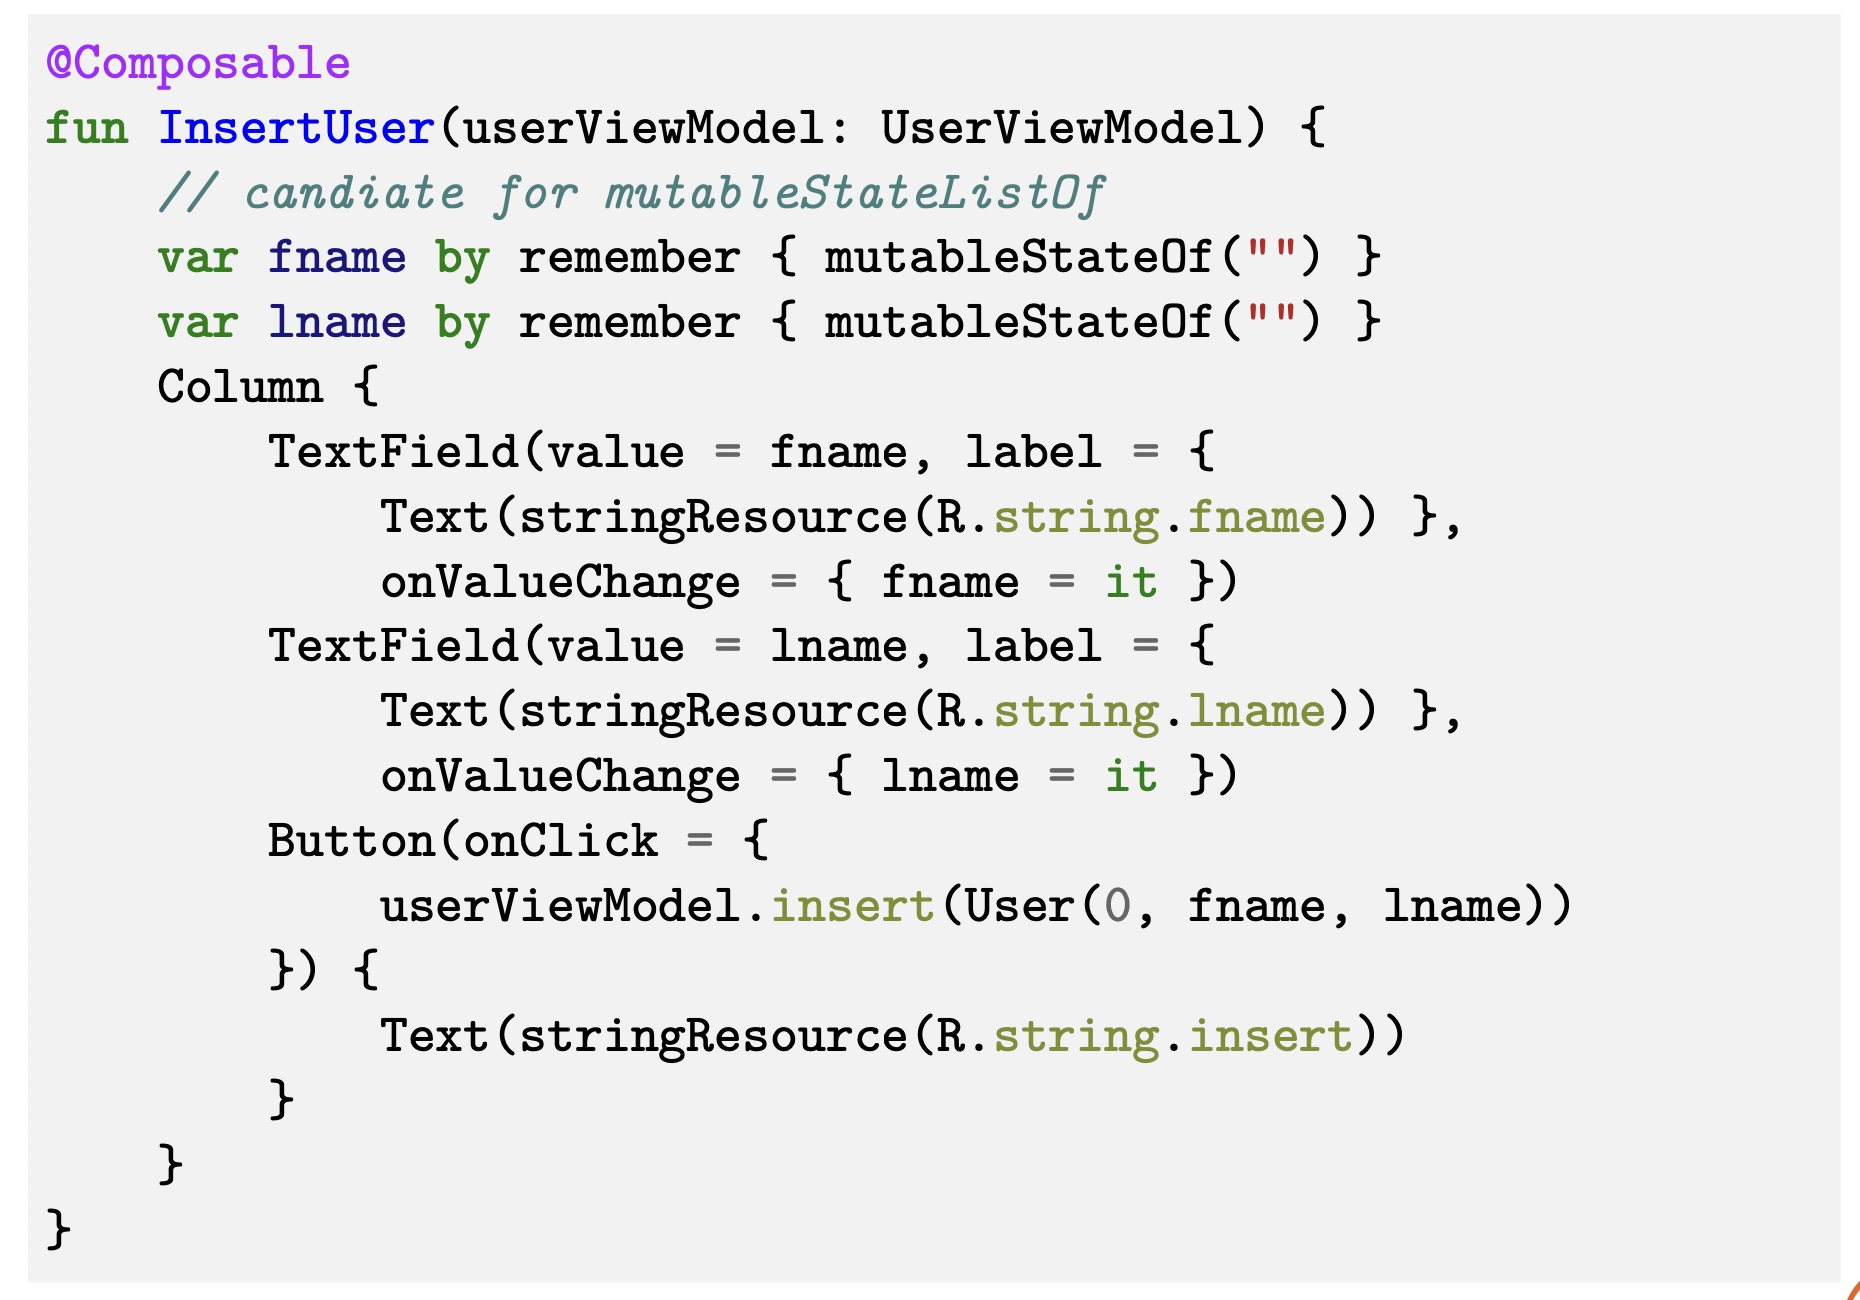 @Composable
fun InsertUser(userViewModel: UserViewModel) {
    // candiate for mutableStateListOf
    var fname by remember { mutableStateOf("") }
    var lname by remember { mutableStateOf("") }
    Column {
        TextField(value = fname, label = {
            Text(stringResource(R.string.fname)) },
            onValueChange = { fname = it })
        TextField(value = lname, label = {
            Text(stringResource(R.string.lname)) },
            onValueChange = { lname = it })
        Button(onClick = {
            userViewModel.insert(User(0, fname, lname))
        }) {
            Text(stringResource(R.string.insert))
        }
    }
}